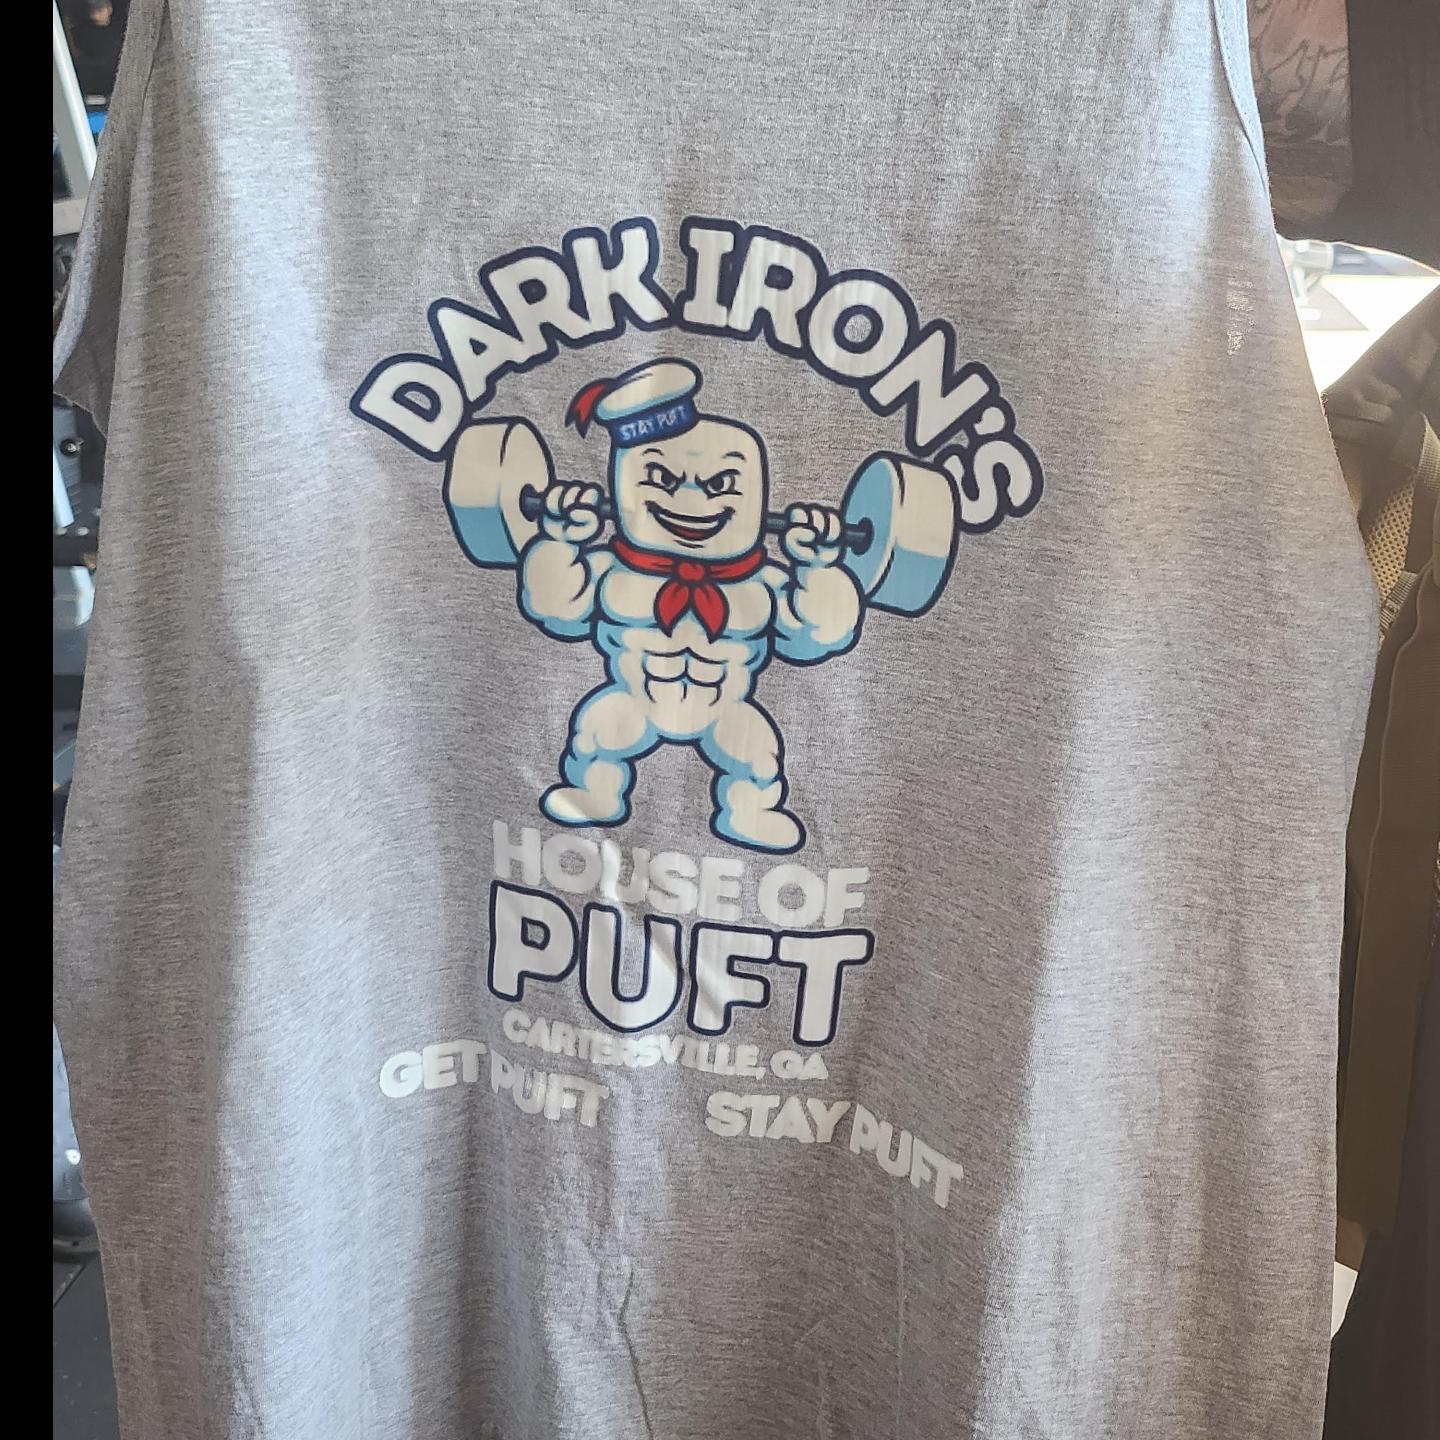 DARK IRON'S
STAY PUFT
HOUSE OF
PUFT
CARTERSVILLE, GA
GET PUFT STAY PUFT